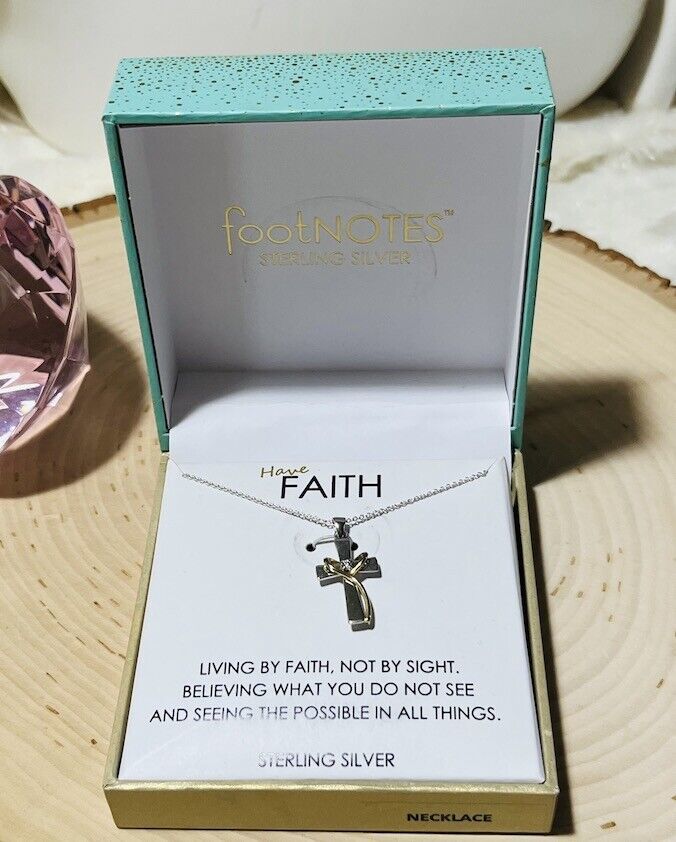 footNOTES™
STERLING SILVER
Have
FAITH
LIVING BY FAITH, NOT BY SIGHT.
BELIEVING WHAT YOU DO NOT SEE
AND SEEING THE POSSIBLE IN ALL THINGS.
STERLING SILVER
NECKLACE